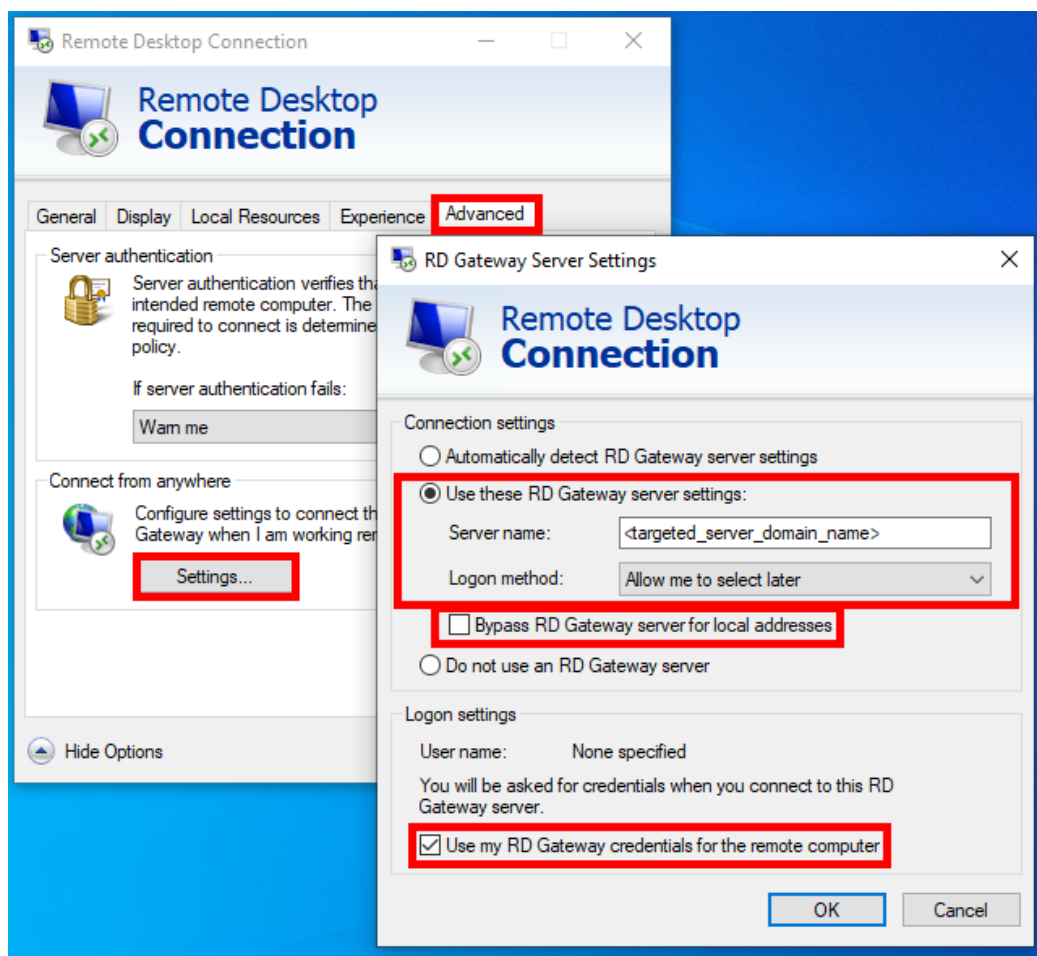 Remote Desktop Connection
Remote Desktop
Connection
General Display Local Resources Experience Advanced
Server authentication
Server authentication verifies tha
intended remote computer. The
required to connect is determine
policy.
If server authentication fails:
Warn me
Connect from anywhere
Configure settings to connect th
Gateway when I am working rem
Settings...
Hide Options
RD Gateway Server Settings
Remote Desktop
Connection
Connection settings
Automatically detect RD Gateway server settings
Use these RD Gateway server settings:
Server name: <targeted_server_domain_name>
Logon method: Allow me to select later
Bypass RD Gateway server for local addresses
Do not use an RD Gateway server
Logon settings
User name: None specified
You will be asked for credentials when you connect to this RD
Gateway server.
Use my RD Gateway credentials for the remote computer
OK Cancel